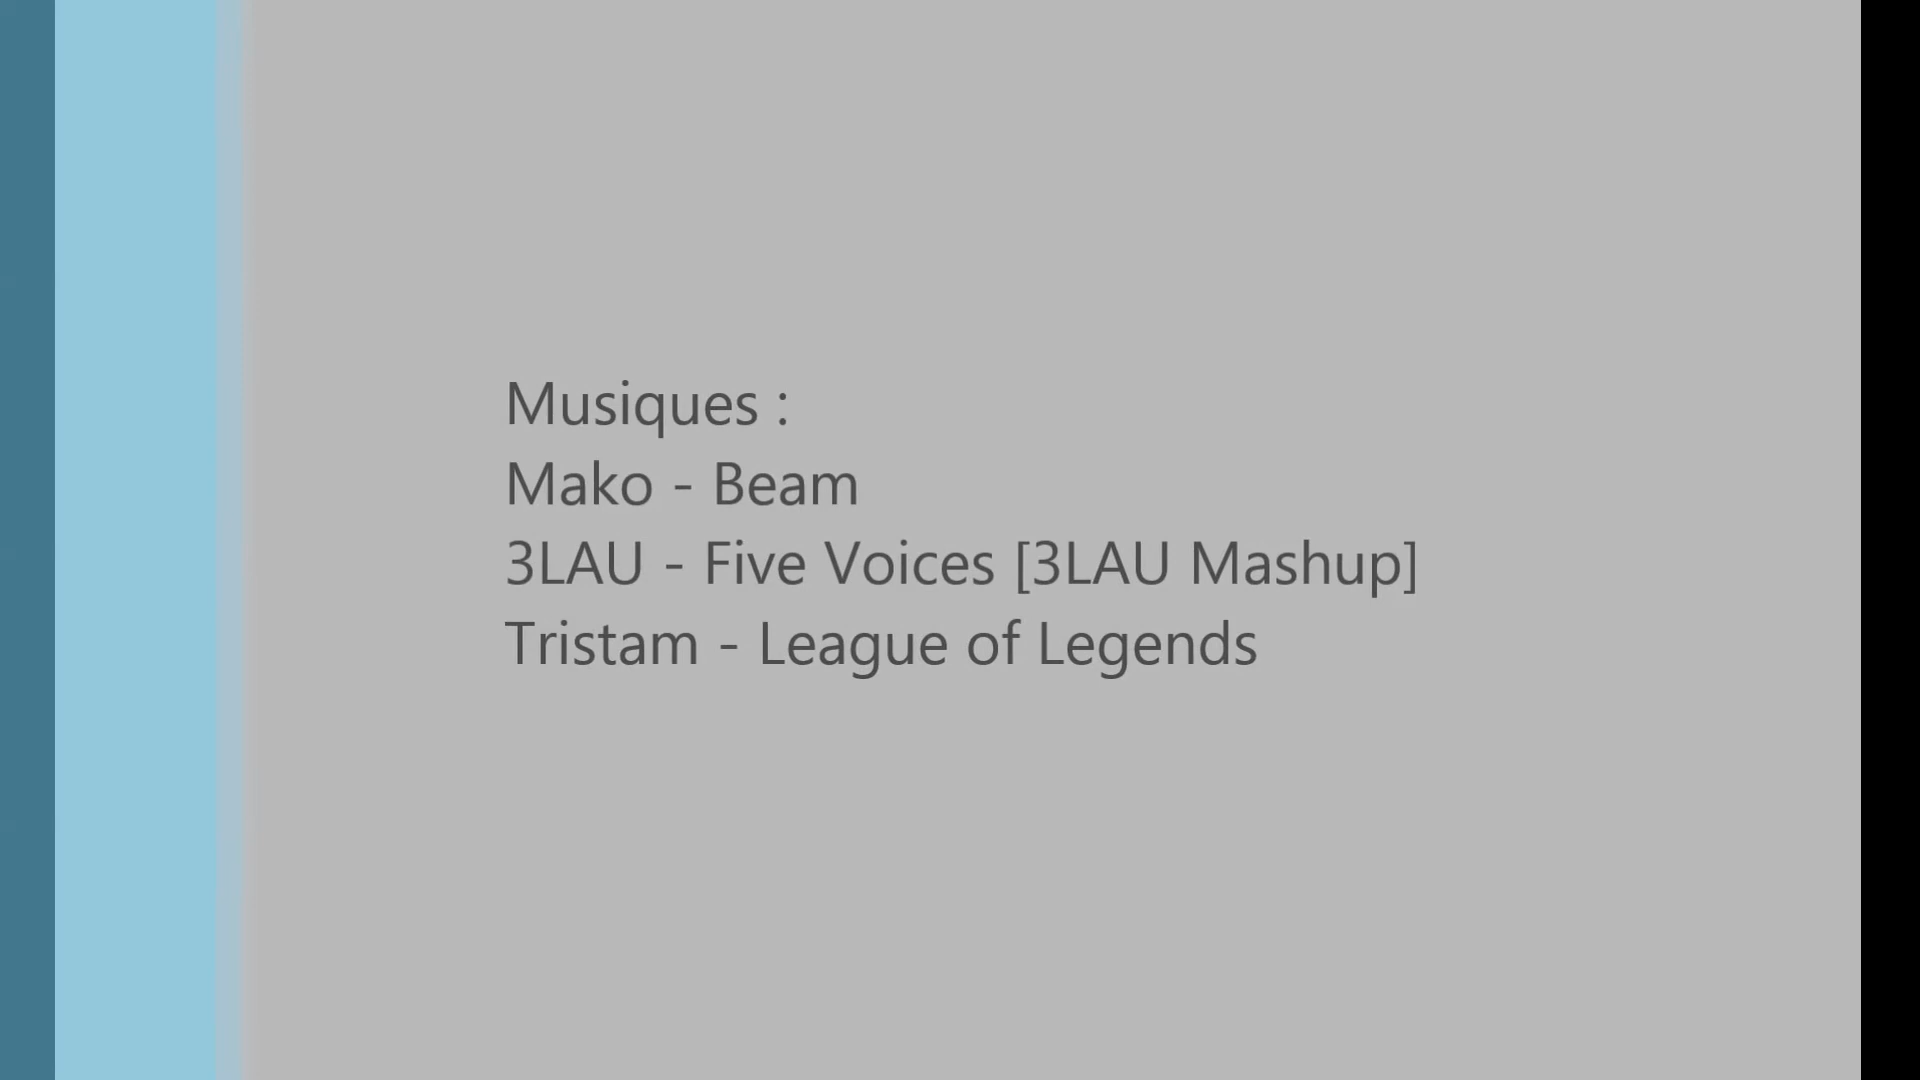 Musiques :
Mako - Beam
3LAU - Five Voices [3LAU Mashup]
Tristam - League of Legends